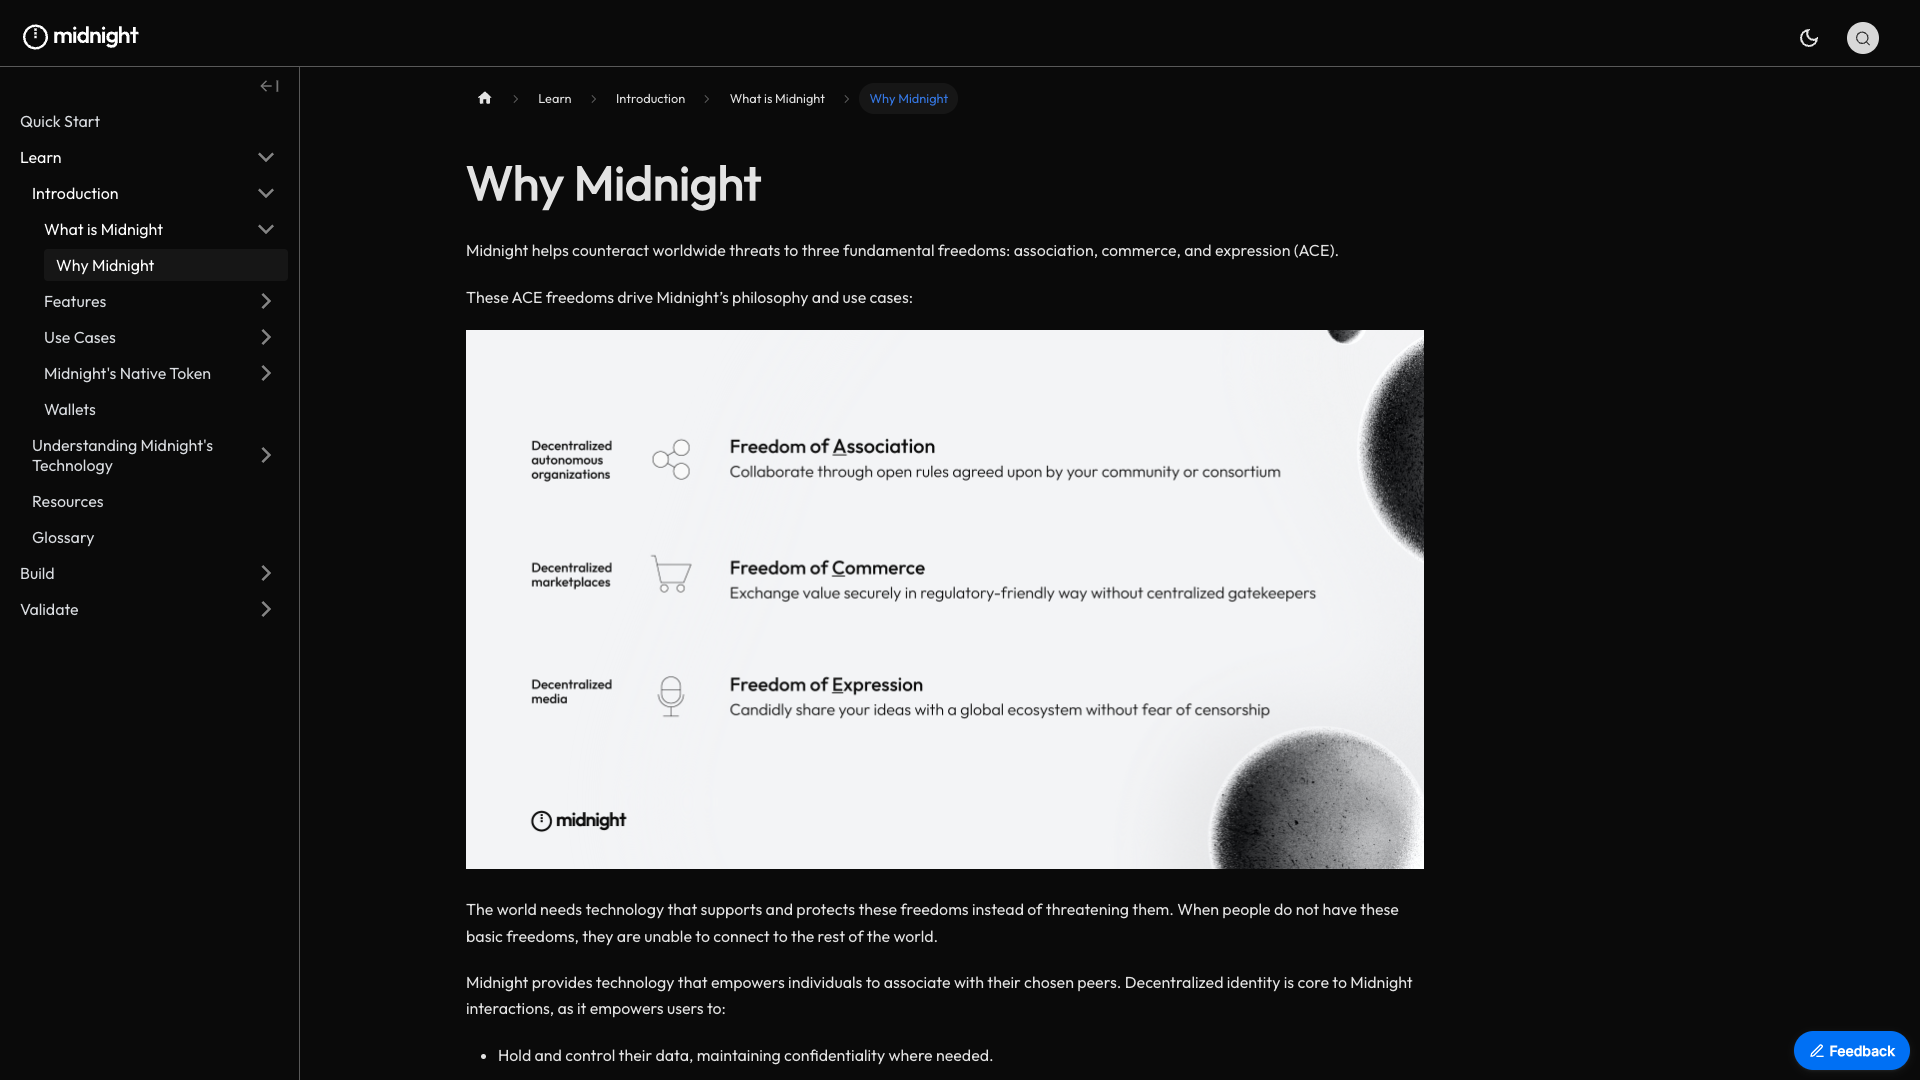 midnight
Learn
Introduction
What is Midnight
Why Midnight
Quick Start
Learn
Introduction
What is Midnight
Why Midnight
Features
Use Cases
Midnight's Native Token
Wallets
Understanding Midnight's
Technology
Resources
Glossary
Build
Validate
Why Midnight
Midnight helps counteract worldwide threats to three fundamental freedoms: association, commerce, and expression (ACE).
These ACE freedoms drive Midnight’s philosophy and use cases:
Decentralized
autonomous
organizations
Freedom of Association
Collaborate through open rules agreed upon by your community or consortium
Decentralized
marketplaces
Freedom of Commerce
Exchange value securely in regulatory-friendly way without centralized gatekeepers
Decentralized
media
Freedom of Expression
Candidly share your ideas with a global ecosystem without fear of censorship
midnight
The world needs technology that supports and protects these freedoms instead of threatening them. When people do not have these
basic freedoms, they are unable to connect to the rest of the world.
Midnight provides technology that empowers individuals to associate with their chosen peers. Decentralized identity is core to Midnight
interactions, as it empowers users to:
• Hold and control their data, maintaining confidentiality where needed.
Feedback